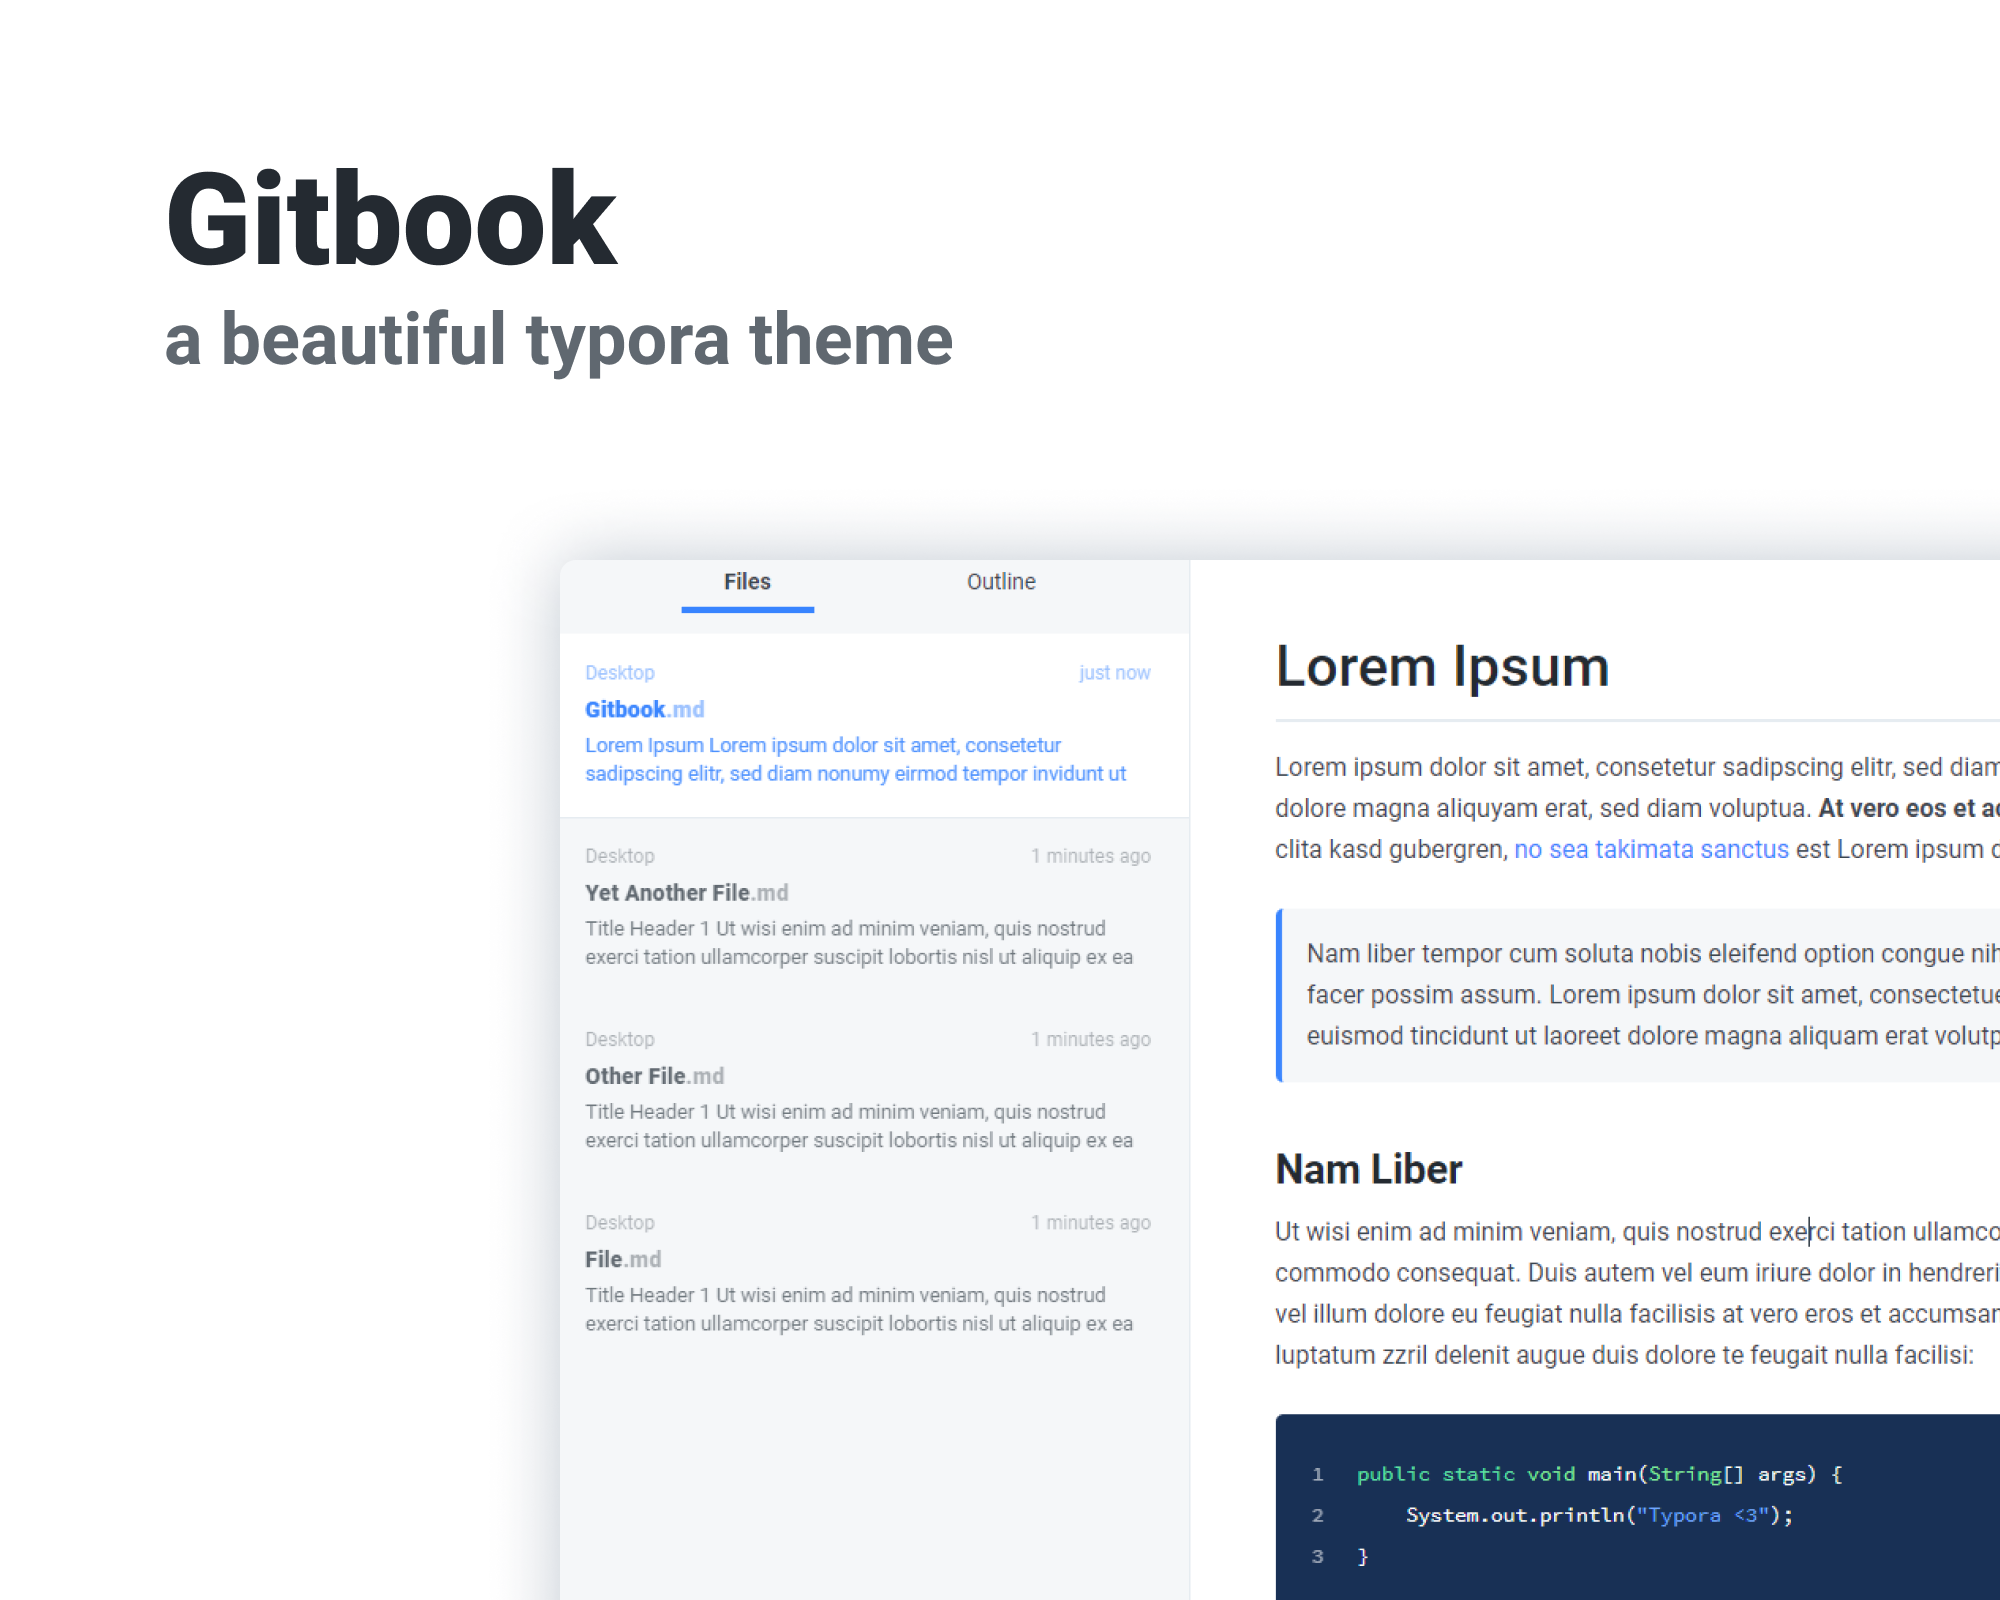 Gitbook
a beautiful typora theme
Files
Outline
Desktop
just now
Gitbook.md
Lorem Ipsum Lorem ipsum dolor sit amet, consetetur
sadipscing elitr, sed diam nonumy eirmod tempor invidunt ut
Desktop
1 minutes ago
Yet Another File.md
Title Header 1 Ut wisi enim ad minim veniam, quis nostrud
exerci tation ullamcorper suscipit lobortis nisl ut aliquip ex ea
Desktop
1 minutes ago
Other File.md
Title Header 1 Ut wisi enim ad minim veniam, quis nostrud
exerci tation ullamcorper suscipit lobortis nisl ut aliquip ex ea
Desktop
1 minutes ago
File.md
Title Header 1 Ut wisi enim ad minim veniam, quis nostrud
exerci tation ullamcorper suscipit lobortis nisl ut aliquip ex ea
Lorem Ipsum
Lorem ipsum dolor sit amet, consetetur sadipscing elitr, sed diam
dolore magna aliquyam erat, sed diam voluptua. At vero eos et
clita kasd gubergren, no sea takimata sanctus est Lorem ipsum
Nam liber tempor cum soluta nobis eleifend option congue
facer possim assum. Lorem ipsum dolor sit amet,
euismod tincidunt ut laoreet dolore magna aliquam erat
Nam Liber
Ut wisi enim ad minim veniam, quis nostrud exerci tation
commodo consequat. Duis autem vel eum iriure dolor in
vel illum dolore eu feugiat nulla facilisis at vero eros et
luptatum zzril delenit augue duis dolore te feugait nulla facilisi:
1 public static void main(String[] args) {
2 System.out.println("Typora <3");
3 }